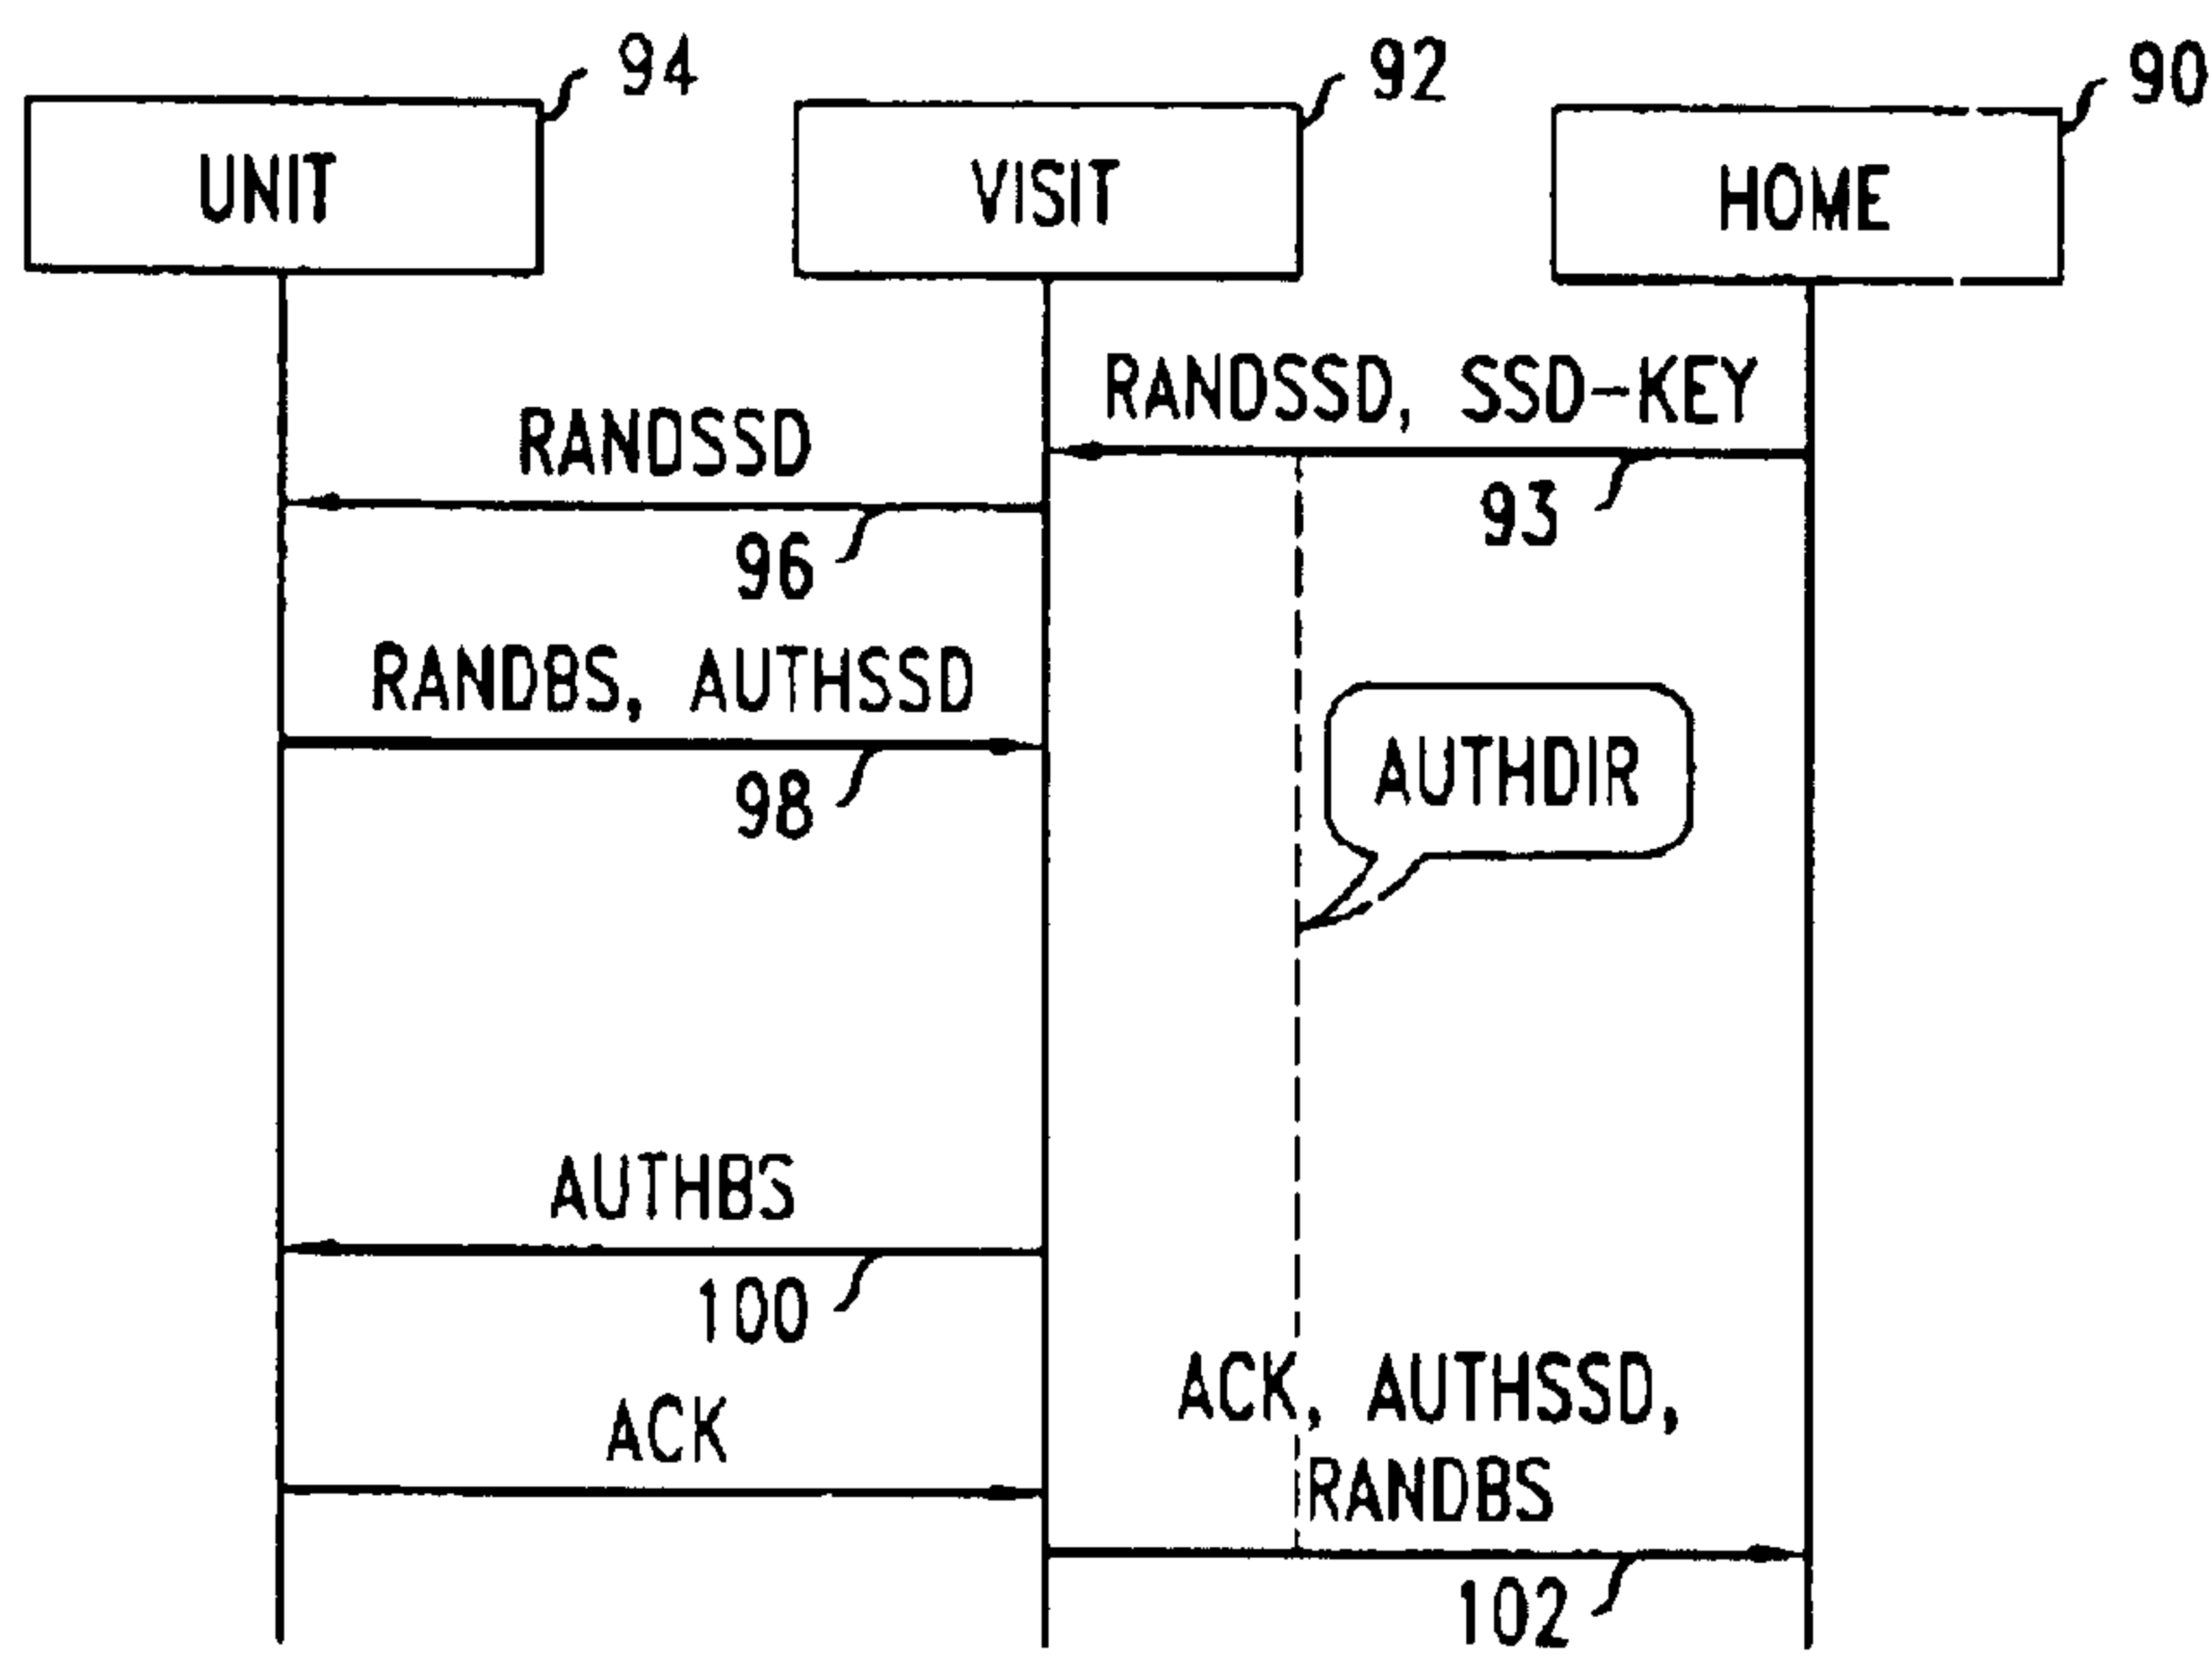 94
92
90
UNIT
VISIT
HOME
RANDSSD, SSD-KEY
RANDSSD
93
96
RANDBS, AUTHSSD
AUTHDIR
98
AUTHBS
100
ACK, AUTHSSD,
ACK
RANDBS
102